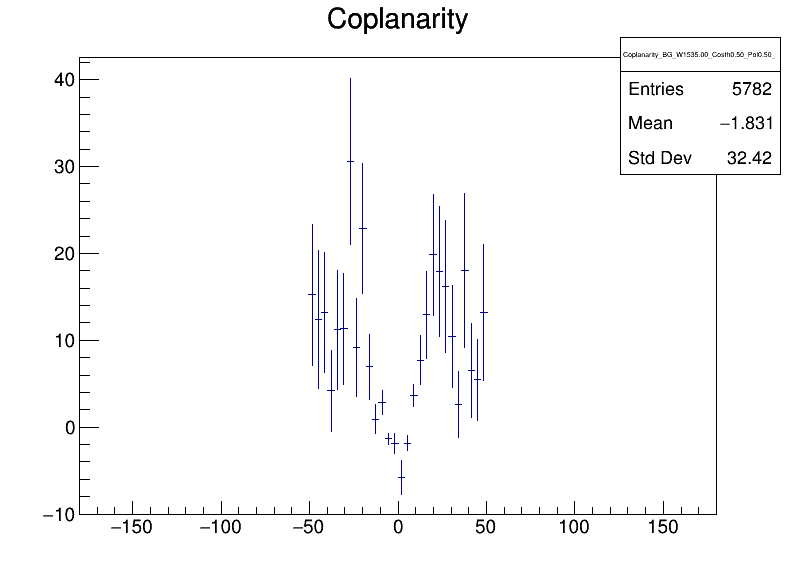 Coplanarity
Coplanarity_BG_W1535.00_Costh0.50_Pol0.50_
Entries 5782
Mean −1.831
Std Dev 32.42
40
30
20
10
0
−10
−150 −100 −50 0 50 100 150